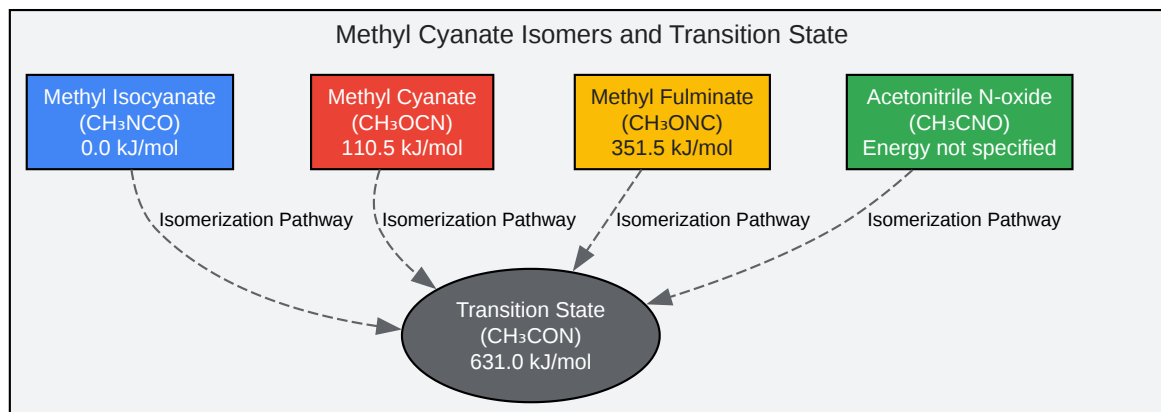 Methyl Cyanate Isomers and Transition State
Methyl Isocyanate
(CH₃NCO)
0.0 kJ/mol
Methyl Cyanate
(CH₃OCN)
110.5 kJ/mol
Methyl Fulminate
(CH₃ONC)
351.5 kJ/mol
Acetonitrile N-oxide
(CH₃CNO)
Energy not specified
Isomerization Pathway
Isomerization Pathway
Isomerization Pathway
Isomerization Pathway
Transition State
(CH₃CON)
631.0 kJ/mol